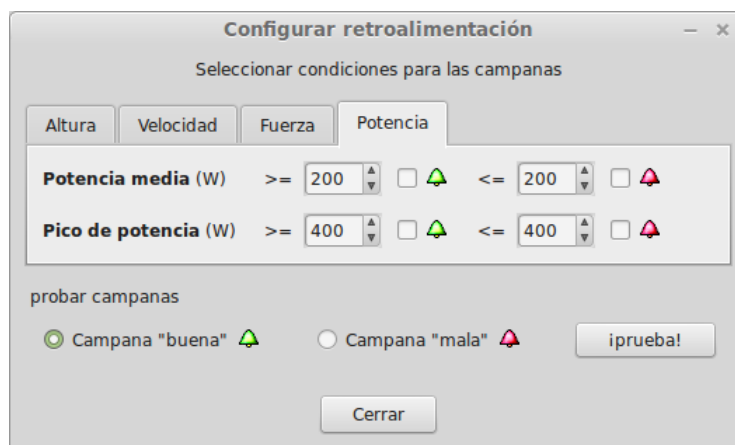 Configurar retroalimentación
Seleccionar condiciones para las campanas
Altura Velocidad Fuerza Potencia
Potencia media (W) >= 200 <= 200
Pico de potencia (W) >= 400 <= 400
probar campanas
Campana "buena" Campana "mala" ¡prueba!
Cerrar